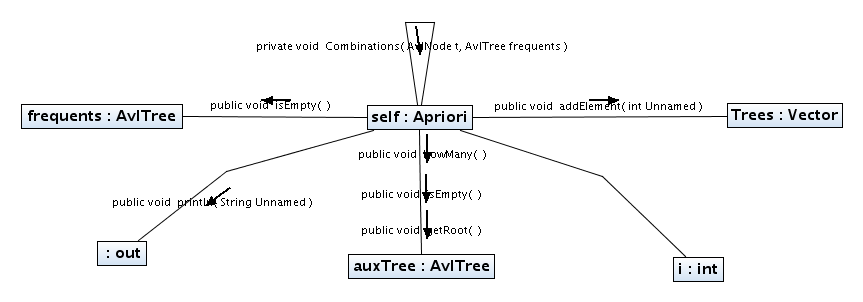 private void Combinations( AvlNode t, AvlTree frequents )
public void isEmpty( )
public void addElement( int Unnamed )
frequents : AvlTree
self : Apriori
Trees : Vector
public void howMany( )
public void isEmpty( )
public void println( String Unnamed )
public void getRoot( )
: out
auxTree : AvlTree
i : int